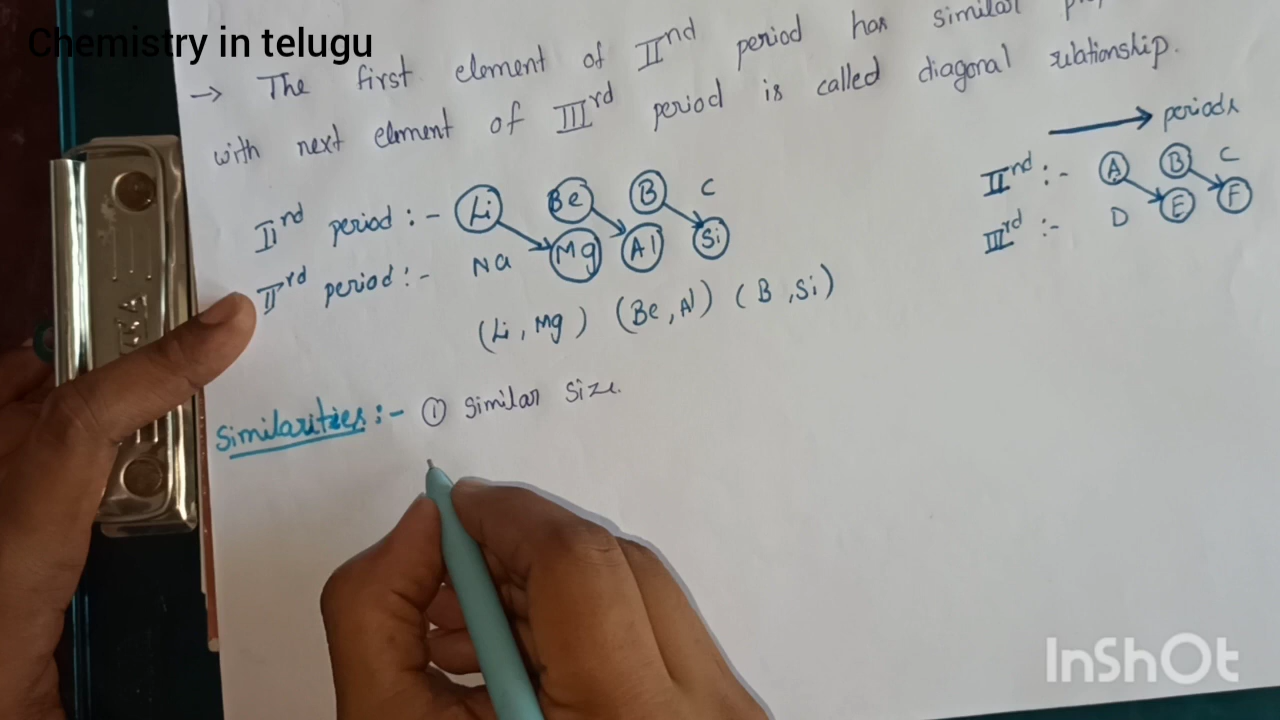 Chemistry in telugu
→ The first element of IInd period has similar
with next element of IIIrd period is called diagonal relationship.
→ periods
IInd period :- Li Be B C
IInd :- A B C
IIrd period :- Na Mg Al Si
IIIrd :- D E F
(Li, Mg) (Be, Al) (B, Si)
Similarities :- ① Similar Size.
InShOt